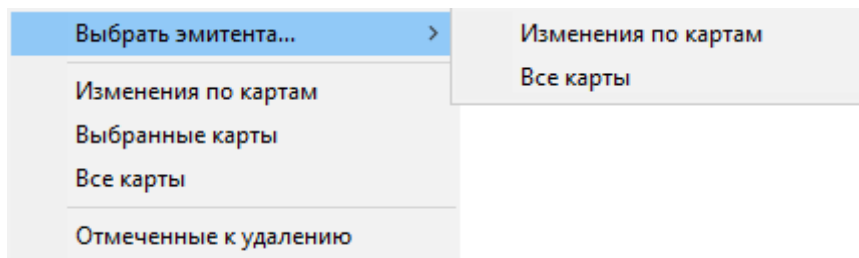 Выбрать эмитента...
Изменения по картам
Выбранные карты
Все карты
Отмеченные к удалению
Изменения по картам
Все карты